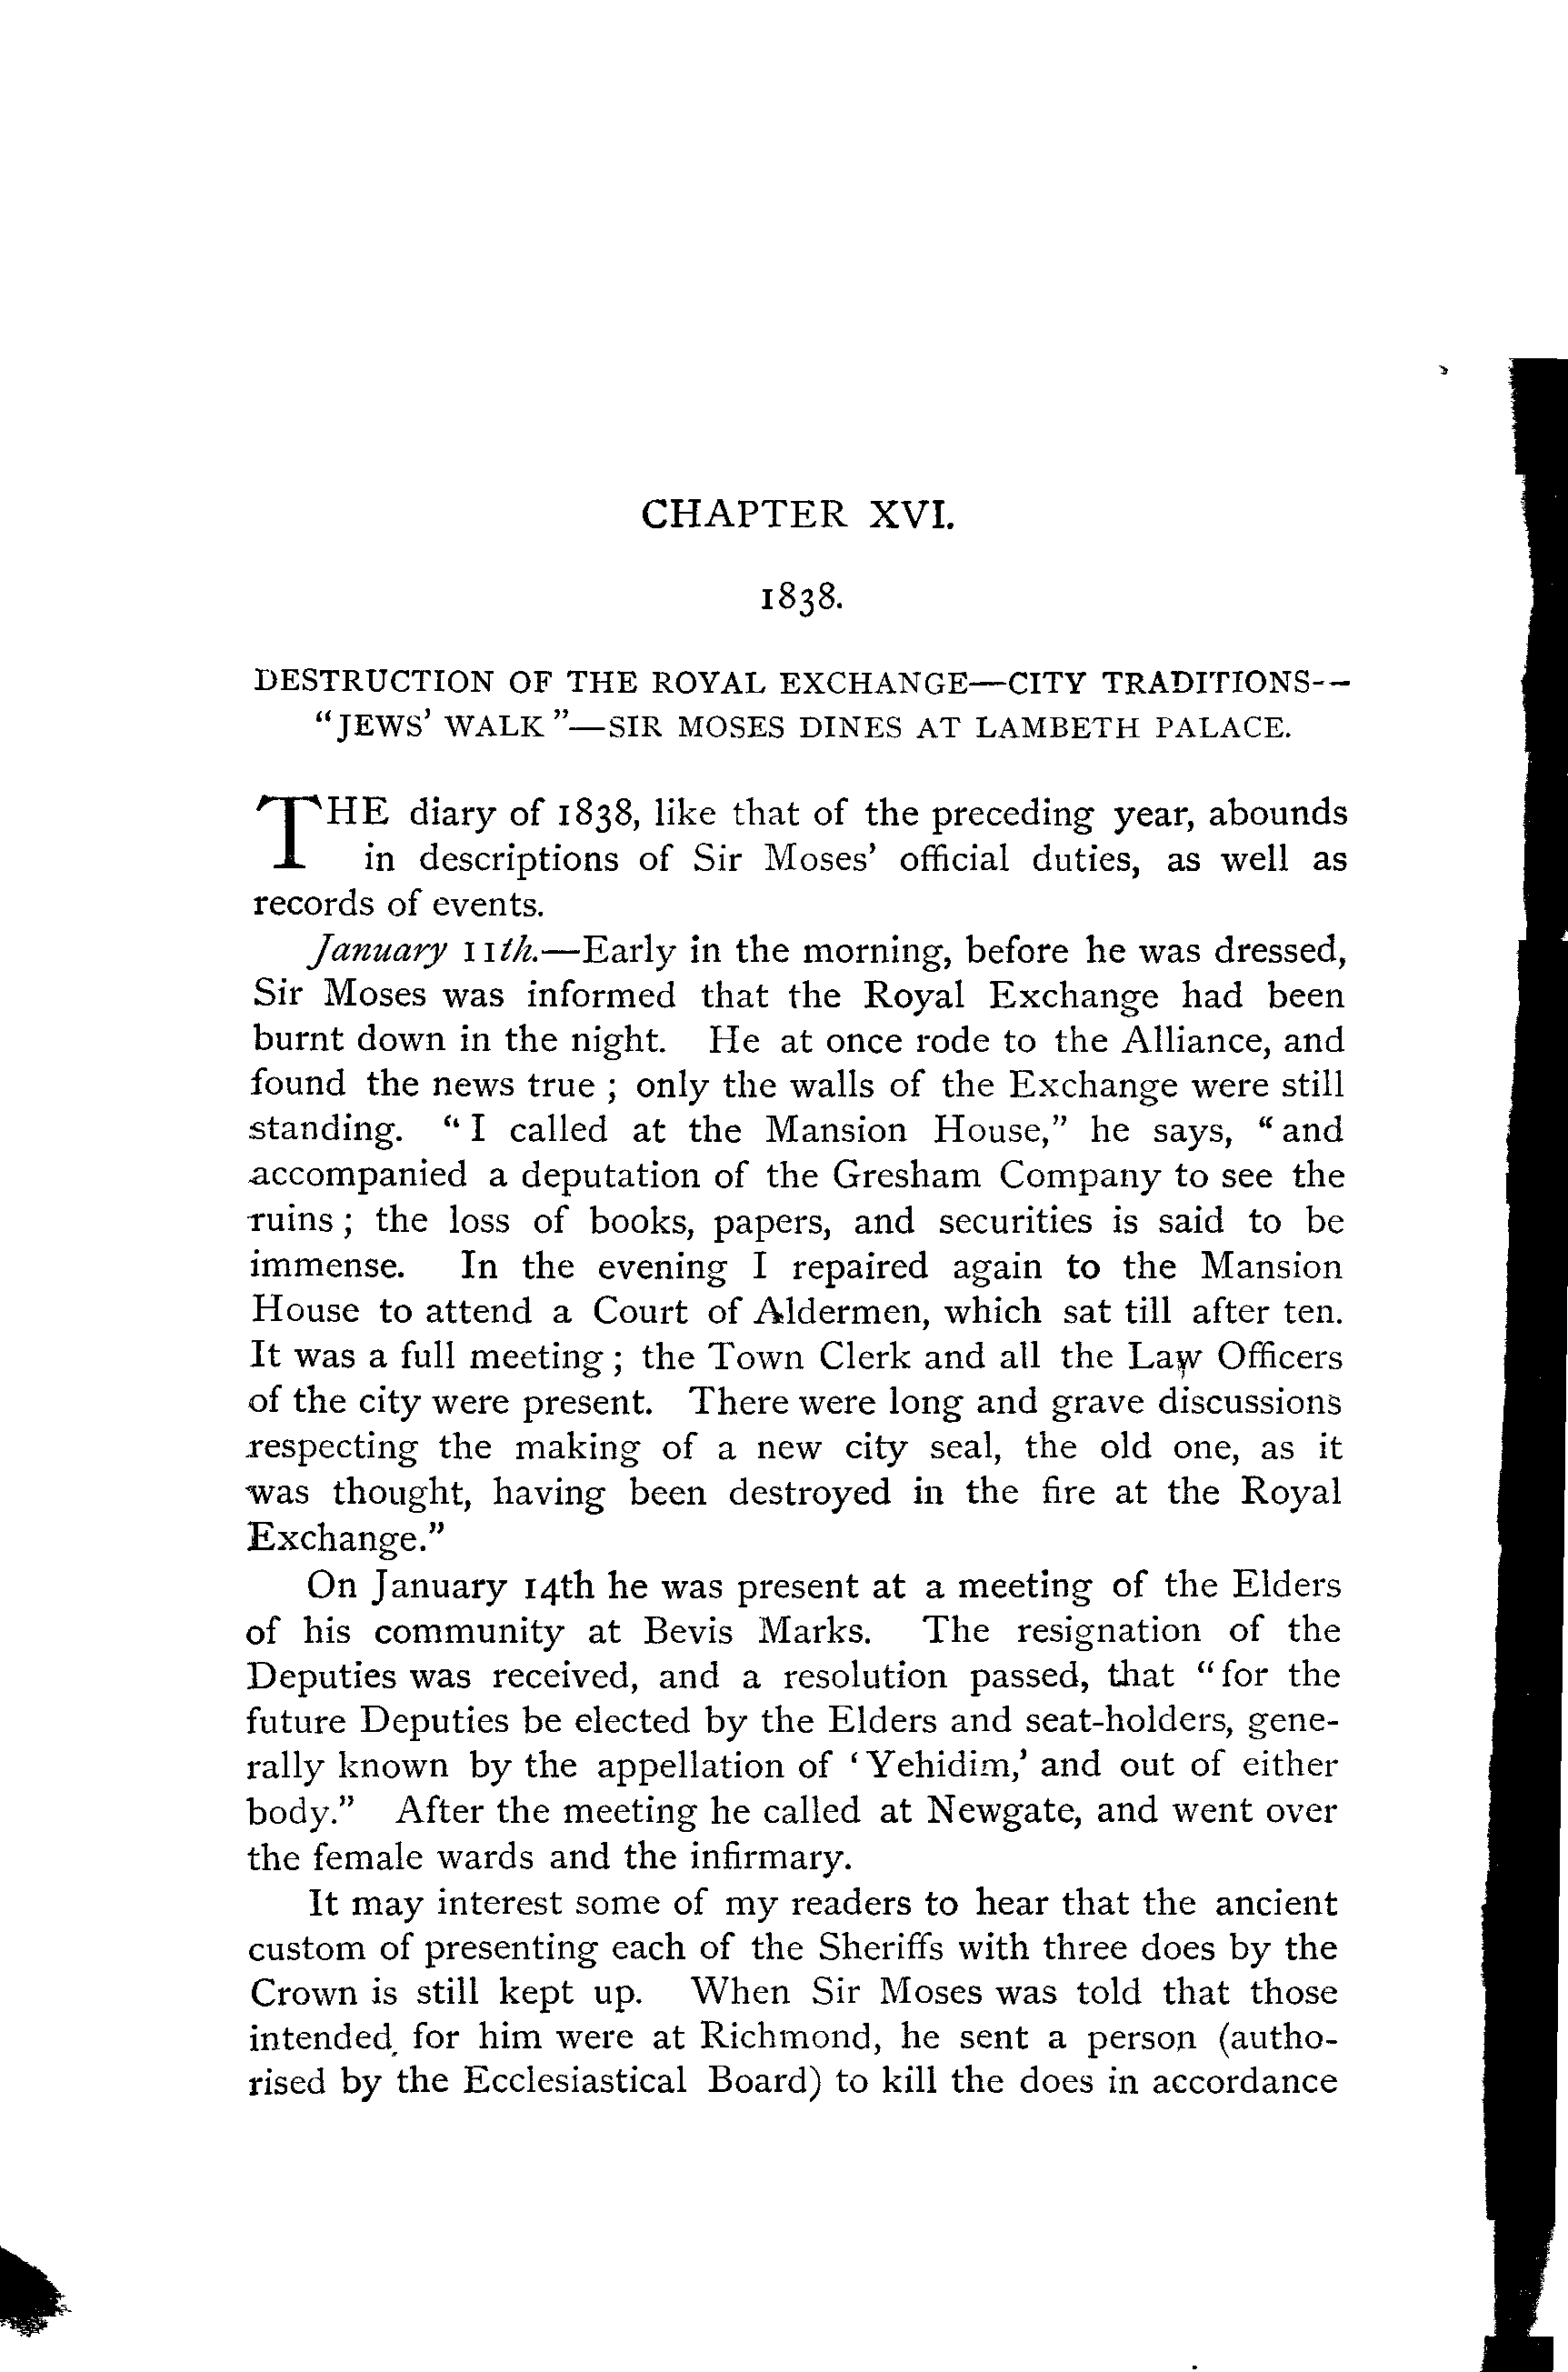 CHAPTER XVI.
1838.
DESTRUCTION OF THE ROYAL EXCHANGE—CITY TRADITIONS--
"JEWS' WALK"—SIR MOSES DINES AT LAMBETH PALACE.
THE diary of 1838, like that of the preceding year, abounds
in descriptions of Sir Moses' official duties, as well as
records of events.
January 11th.—Early in the morning, before he was dressed,
Sir Moses was informed that the Royal Exchange had been
burnt down in the night. He at once rode to the Alliance, and
found the news true ; only the walls of the Exchange were still
standing. "I called at the Mansion House," he says, "and
accompanied a deputation of the Gresham Company to see the
ruins ; the loss of books, papers, and securities is said to be
immense. In the evening I repaired again to the Mansion
House to attend a Court of Aldermen, which sat till after ten.
It was a full meeting ; the Town Clerk and all the Law Officers
of the city were present. There were long and grave discussions
respecting the making of a new city seal, the old one, as it
was thought, having been destroyed in the fire at the Royal
Exchange."
On January 14th he was present at a meeting of the Elders
of his community at Bevis Marks. The resignation of the
Deputies was received, and a resolution passed, that "for the
future Deputies be elected by the Elders and seat-holders, gene-
rally known by the appellation of 'Yehidim,' and out of either
body." After the meeting he called at Newgate, and went over
the female wards and the infirmary.
It may interest some of my readers to hear that the ancient
custom of presenting each of the Sheriffs with three does by the
Crown is still kept up. When Sir Moses was told that those
intended for him were at Richmond, he sent a person (autho-
rised by the Ecclesiastical Board) to kill the does in accordance